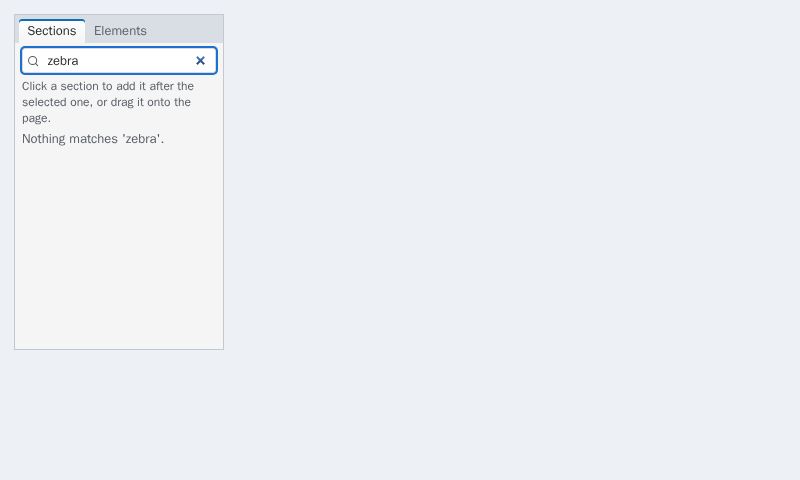 Sections Elements
zebra
Click a section to add it after the
selected one, or drag it onto the
page.
Nothing matches 'zebra'.